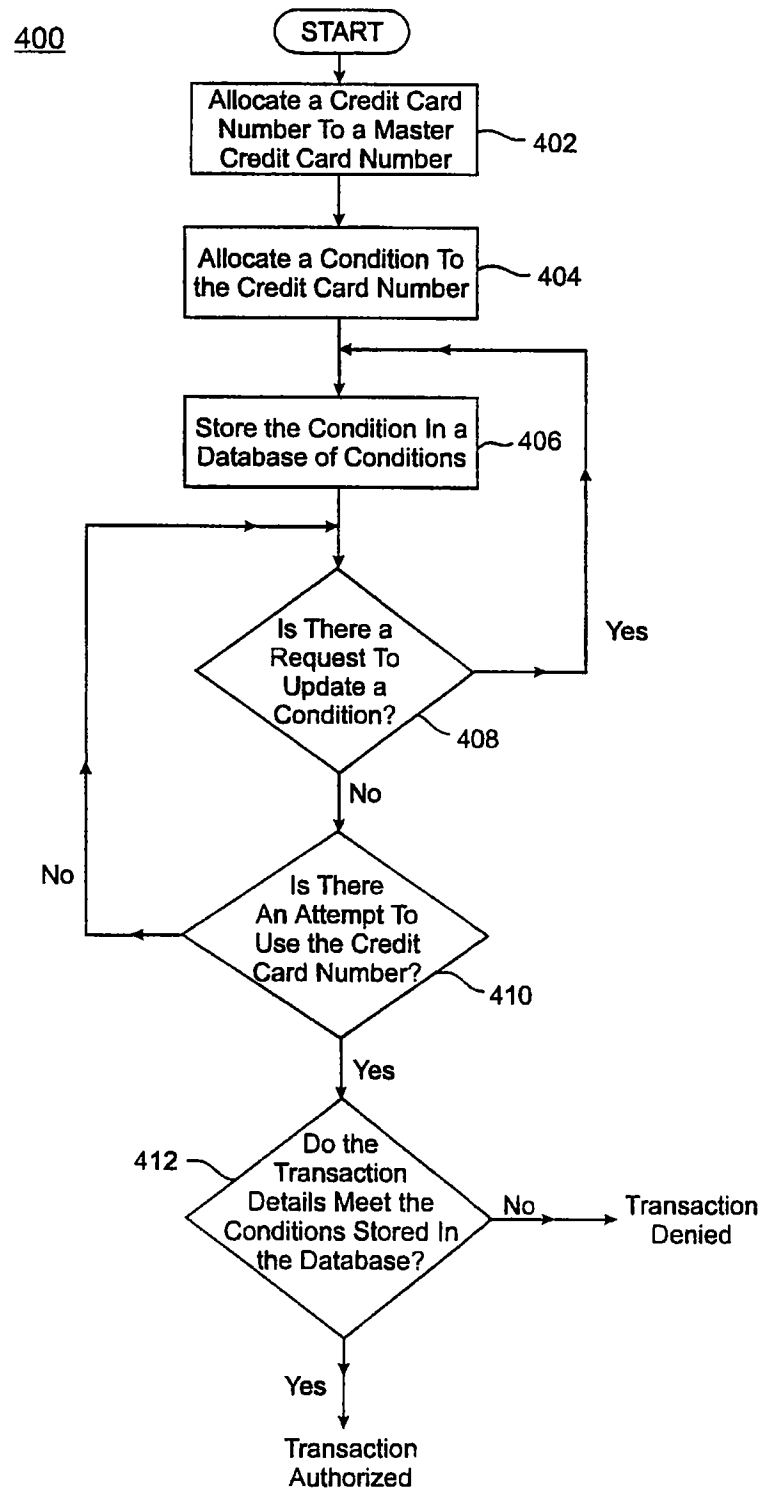 400
START
Allocate a Credit Card
Number To a Master
Credit Card Number
402
Allocate a Condition To
the Credit Card Number
404
Store the Condition In a
Database of Conditions
406
Is There a
Request To
Update a
Condition?
408
Yes
No
Is There
An Attempt To
Use the Credit
Card Number?
410
No
Yes
412
Do the
Transaction
Details Meet the
Conditions Stored In
the Database?
No
Transaction
Denied
Yes
Transaction
Authorized